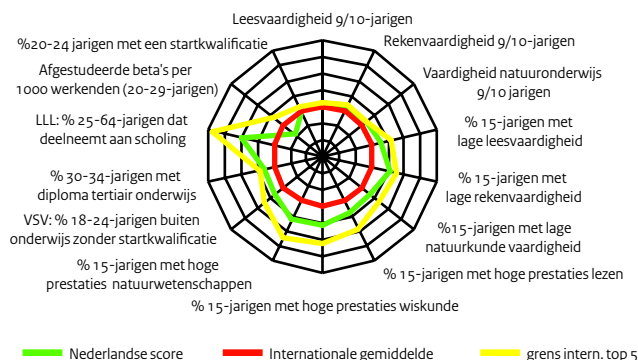 Leesvaardigheid 9/10-jarigen
Rekenvaardigheid 9/10-jarigen
Vaardigheid natuuronderwijs
9/10 jarigen
% 15-jarigen met
lage leesvaardigheid
% 15-jarigen met
lage rekenvaardigheid
%15-jarigen met lage
natuurkunde vaardigheid
% 15-jarigen met hoge prestaties lezen
% 15-jarigen met hoge prestaties wiskunde
% 15-jarigen met hoge
prestaties natuurwetenschappen
VSV: % 18-24-jarigen buiten
onderwijs zonder startkwalificatie
% 30-34-jarigen met
diploma tertiair onderwijs
LLL: % 25-64-jarigen dat
deelneemt aan scholing
Afgestudeerde beta's per
1000 werkenden (20-29-jarigen)
%20-24 jarigen met een startkwalificatie
Nederlandse score
Internationale gemiddelde
grens intern. top 5